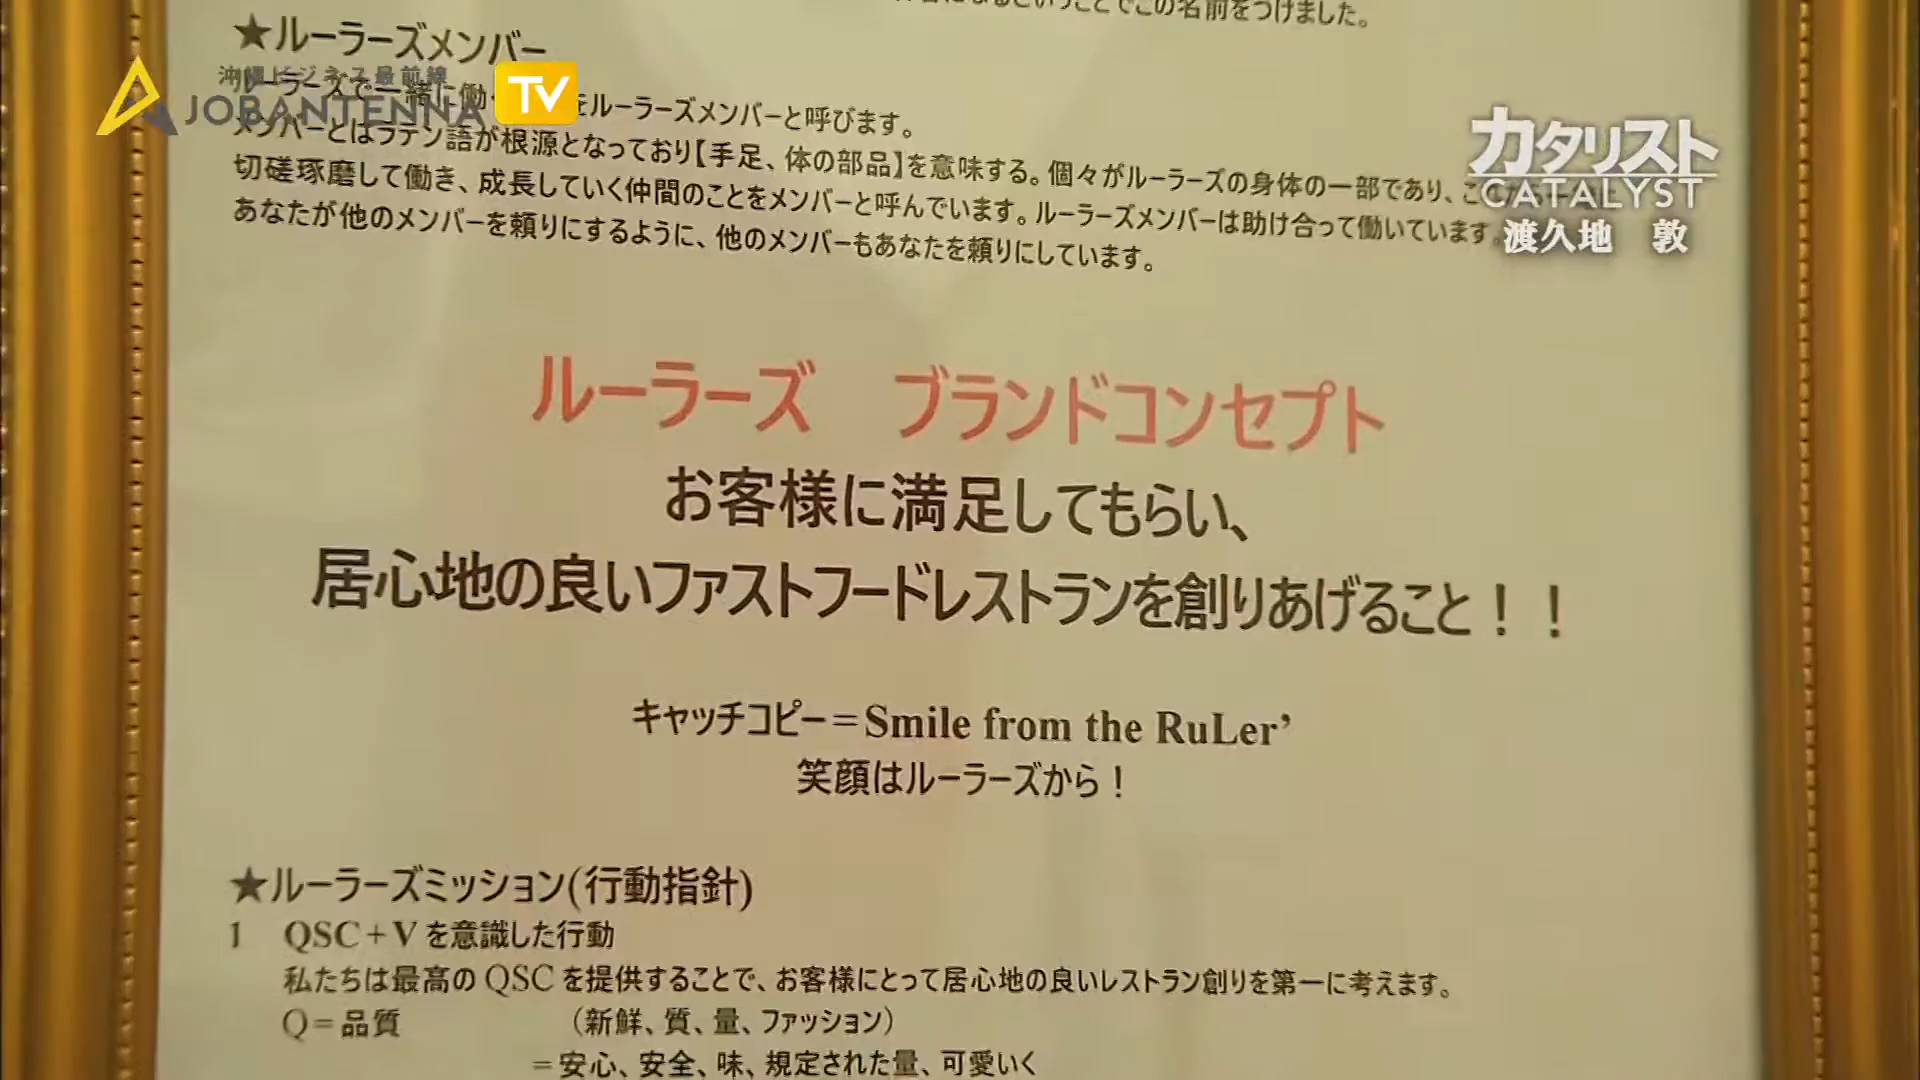 この名前をつけました。
★ルーラーズメンバー
沖縄ビジネス最前線
JOBANTENNA TV
ルーラーズで一緒に働 をルーラーズメンバーと呼びます。
メンバーとはラテン語が根源となっており【手足、体の部品】を意味する。個々がルーラーズの身体の一部であり、
切磋琢磨して働き、成長していく仲間のことをメンバーと呼んでいます。ルーラーズメンバーは助け合って働いています。
あなたが他のメンバーを頼りにするように、他のメンバーもあなたを頼りにしています。
カタリスト
CATALYST
渡久地 敦
ルーラーズ ブランドコンセプト
お客様に満足してもらい、
居心地の良いファストフードレストランを創りあげること！！
キャッチコピー＝Smile from the RuLer’
笑顔はルーラーズから！
★ルーラーズミッション(行動指針)
1 QSC+Vを意識した行動
私たちは最高のQSCを提供することで、お客様にとって居心地の良いレストラン創りを第一に考えます。
Q＝品質 （新鮮、質、量、ファッション）
＝安心、安全、味、規定された量、可愛いく